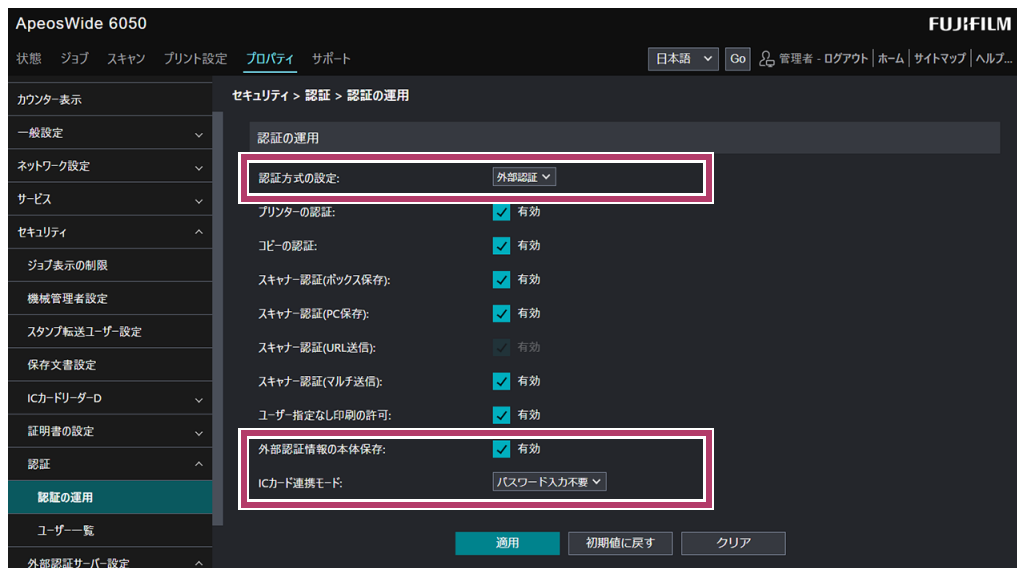 ApeosWide 6050
FUJIFILM
状態 ジョブ スキャン プリント設定 プロパティ サポート 日本語 Go 管理者 - ログアウト ホーム サイトマップ ヘルプ...
カウンター表示
一般設定
ネットワーク設定
サービス
セキュリティ
ジョブ表示の制限
機械管理者設定
スタンプ転送ユーザー設定
保存文書設定
ICカードリーダーD
証明書の設定
認証
認証の運用
ユーザー一覧
外部認証サーバー設定
セキュリティ > 認証 > 認証の運用
認証の運用
認証方式の設定: 外部認証
プリンターの認証: 有効
コピーの認証: 有効
スキャナー認証(ボックス保存): 有効
スキャナー認証(PC保存): 有効
スキャナー認証(URL送信): 有効
スキャナー認証(マルチ送信): 有効
ユーザー指定なし印刷の許可: 有効
外部認証情報の本体保存: 有効
ICカード連携モード: パスワード入力不要
適用 初期値に戻す クリア